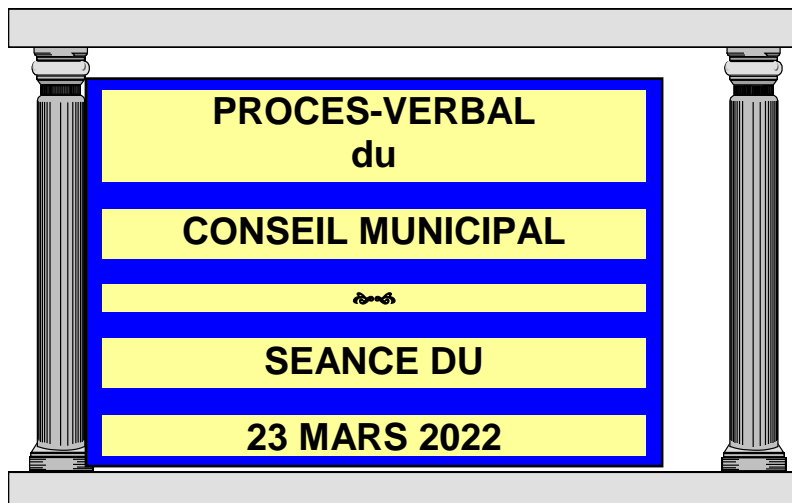 PROCES-VERBAL
du
CONSEIL MUNICIPAL
SEANCE DU
23 MARS 2022